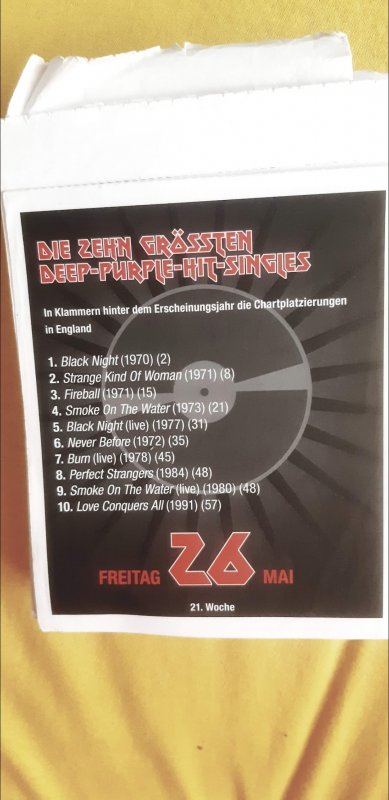 DIE ZEHN GRÖSSTEN
DEEP-PURPLE-HIT-SINGLES
In Klammern hinter dem Erscheinungsjahr die Chartplatzierungen
in England
1. Black Night (1970) (2)
2. Strange Kind Of Woman (1971) (8)
3. Fireball (1971) (15)
4. Smoke On The Water (1973) (21)
5. Black Night (live) (1977) (31)
6. Never Before (1972) (35)
7. Burn (live) (1978) (45)
8. Perfect Strangers (1984) (48)
9. Smoke On The Water (live) (1980) (48)
10. Love Conquers All (1991) (57)
FREITAG 26 MAI
21. Woche